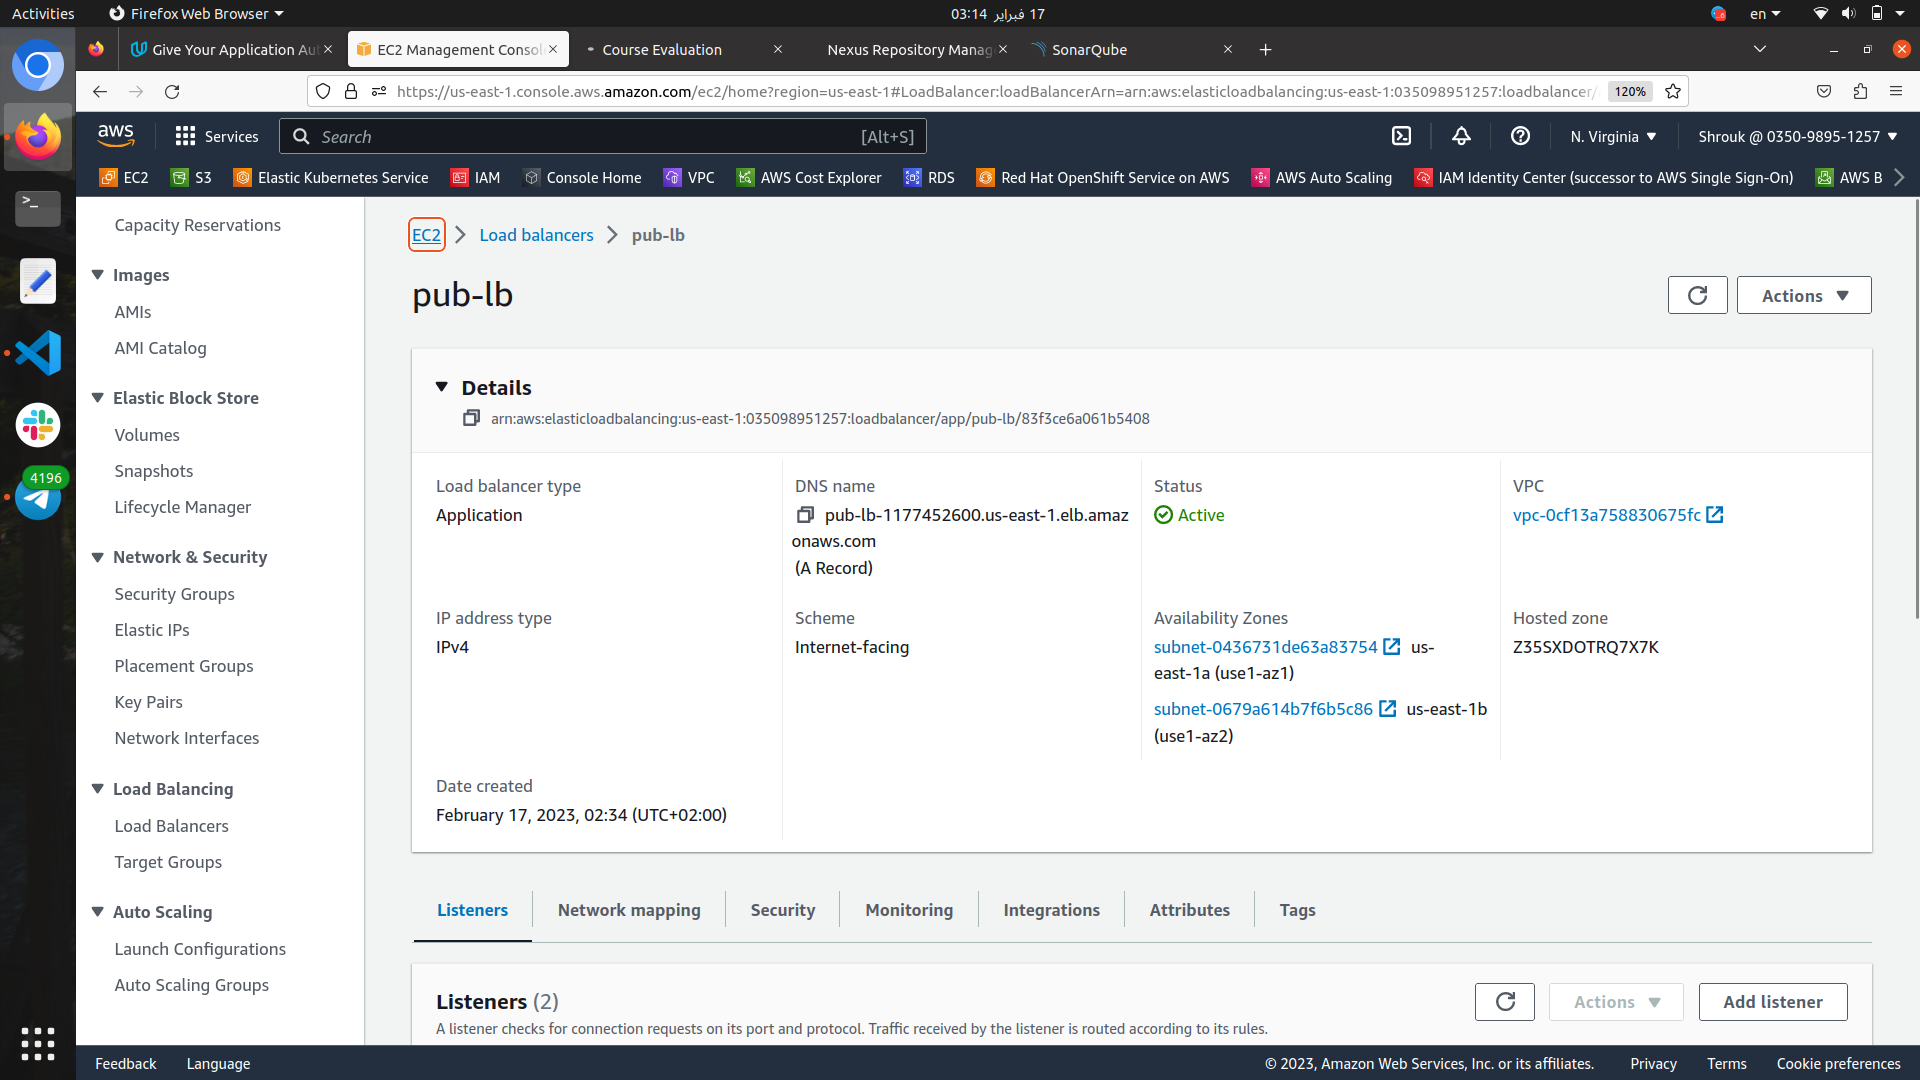 Activities
Firefox Web Browser
03:14 17 فبراير
en
Give Your Application Aut
EC2 Management Console
Course Evaluation
Nexus Repository Manag
SonarQube
https://us-east-1.console.aws.amazon.com/ec2/home?region=us-east-1#LoadBalancer:loadBalancerArn=arn:aws:elasticloadbalancing:us-east-1:035098951257:loadbalancer/
120%
aws
Services
Search
[Alt+S]
N. Virginia
Shrouk @ 0350-9895-1257
EC2
S3
Elastic Kubernetes Service
IAM
Console Home
VPC
AWS Cost Explorer
RDS
Red Hat OpenShift Service on AWS
AWS Auto Scaling
IAM Identity Center (successor to AWS Single Sign-On)
AWS B
4196
Capacity Reservations
Images
AMIs
AMI Catalog
Elastic Block Store
Volumes
Snapshots
Lifecycle Manager
Network & Security
Security Groups
Elastic IPs
Placement Groups
Key Pairs
Network Interfaces
Load Balancing
Load Balancers
Target Groups
Auto Scaling
Launch Configurations
Auto Scaling Groups
EC2
Load balancers
pub-lb
pub-lb
Actions
Details
arn:aws:elasticloadbalancing:us-east-1:035098951257:loadbalancer/app/pub-lb/83f3ce6a061b5408
Load balancer type
Application
DNS name
pub-lb-1177452600.us-east-1.elb.amaz
onaws.com
(A Record)
Status
Active
VPC
vpc-0cf13a758830675fc
IP address type
IPv4
Scheme
Internet-facing
Availability Zones
subnet-0436731de63a83754 us-
east-1a (use1-az1)
subnet-0679a614b7f6b5c86 us-east-1b
(use1-az2)
Hosted zone
Z35SXDOTRQ7X7K
Date created
February 17, 2023, 02:34 (UTC+02:00)
Listeners
Network mapping
Security
Monitoring
Integrations
Attributes
Tags
Listeners (2)
A listener checks for connection requests on its port and protocol. Traffic received by the listener is routed according to its rules.
Actions
Add listener
Feedback
Language
© 2023, Amazon Web Services, Inc. or its affiliates.
Privacy
Terms
Cookie preferences